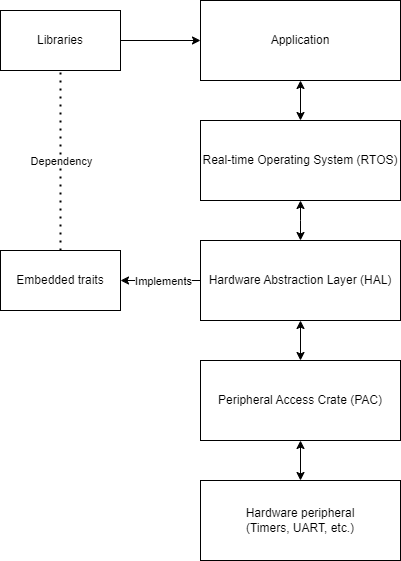 Libraries
Application
Dependency
Real-time Operating System (RTOS)
Embedded traits
Implements
Hardware Abstraction Layer (HAL)
Peripheral Access Crate (PAC)
Hardware peripheral
(Timers, UART, etc.)